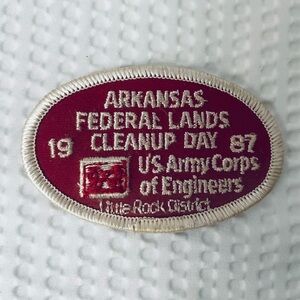 ARKANSAS
FEDERAL LANDS
19 CLEANUP DAY 87
U.S. Army Corps
of Engineers
Little Rock District